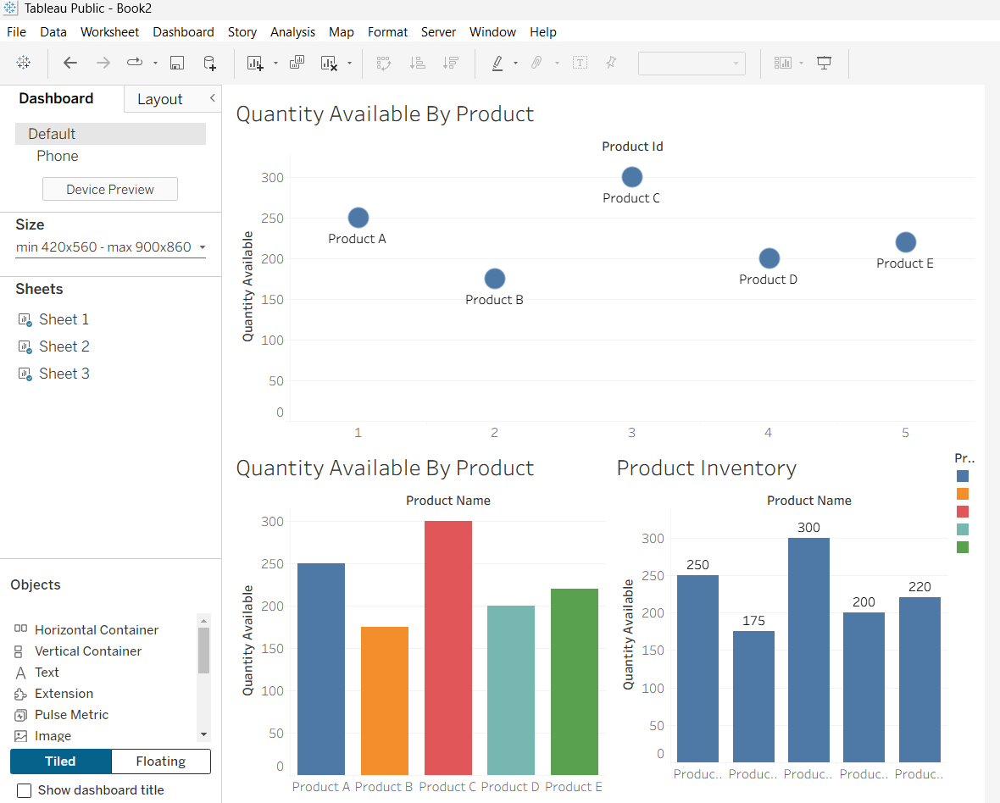 Tableau Public - Book2
File Data Worksheet Dashboard Story Analysis Map Format Server Window Help
Dashboard Layout
Default
Phone
Device Preview
Size
min 420x560 - max 900x860
Sheets
Sheet 1
Sheet 2
Sheet 3
Objects
Horizontal Container
Vertical Container
Text
Extension
Pulse Metric
Image
Tiled Floating
Show dashboard title
Quantity Available By Product
Product Id
Quantity Available
300
250
200
150
100
50
0
Product A
Product B
Product C
Product D
Product E
1 2 3 4 5
Quantity Available By Product
Product Name
Quantity Available
300
250
200
150
100
50
0
Product A Product B Product C Product D Product E
Product Inventory
Product Name
Quantity Available
300
250
200
150
100
50
0
250 175 300 200 220
Produc.. Produc.. Produc.. Produc.. Produc..
Pr..